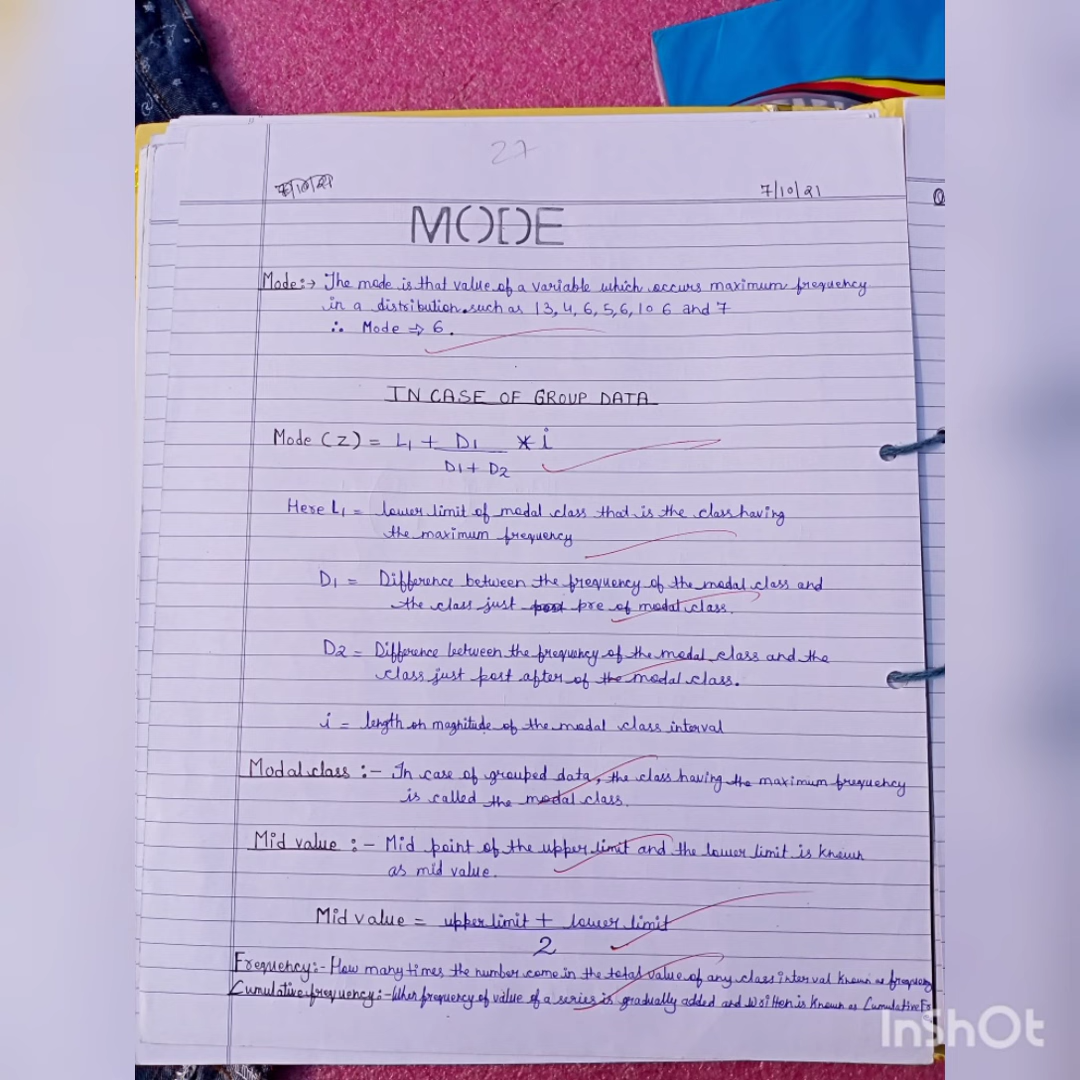 27
7/10/21
MODE
Mode:→ The mode is that value of a variable which occurs maximum frequency
in a distribution. such as 13, 4, 6, 5, 6, 10 6 and 7
∴ Mode ⇒ 6.
IN CASE OF GROUP DATA
Mode (Z) = L1 + D1 * i
D1 + D2
Here L1 = lower limit of modal class that is the class having
the maximum frequency
D1 = Difference between the frequency of the modal class and
the class just pre of modal class.
D2 = Difference between the frequency of the modal class and the
class just post after of the modal class.
i = length or magnitude of the modal class interval
Modal class :- In case of grouped data, the class having the maximum frequency
is called the modal class.
Mid value :- Mid point of the upper limit and the lower limit is known
as mid value.
Mid value = upper limit + lower limit
2
Frequency:- How many times the number come in the total value of any class interval known as frequency
Cumulative frequency:- When frequency of value of a series is gradually added and written is known as Cumulative Fr
InShOt